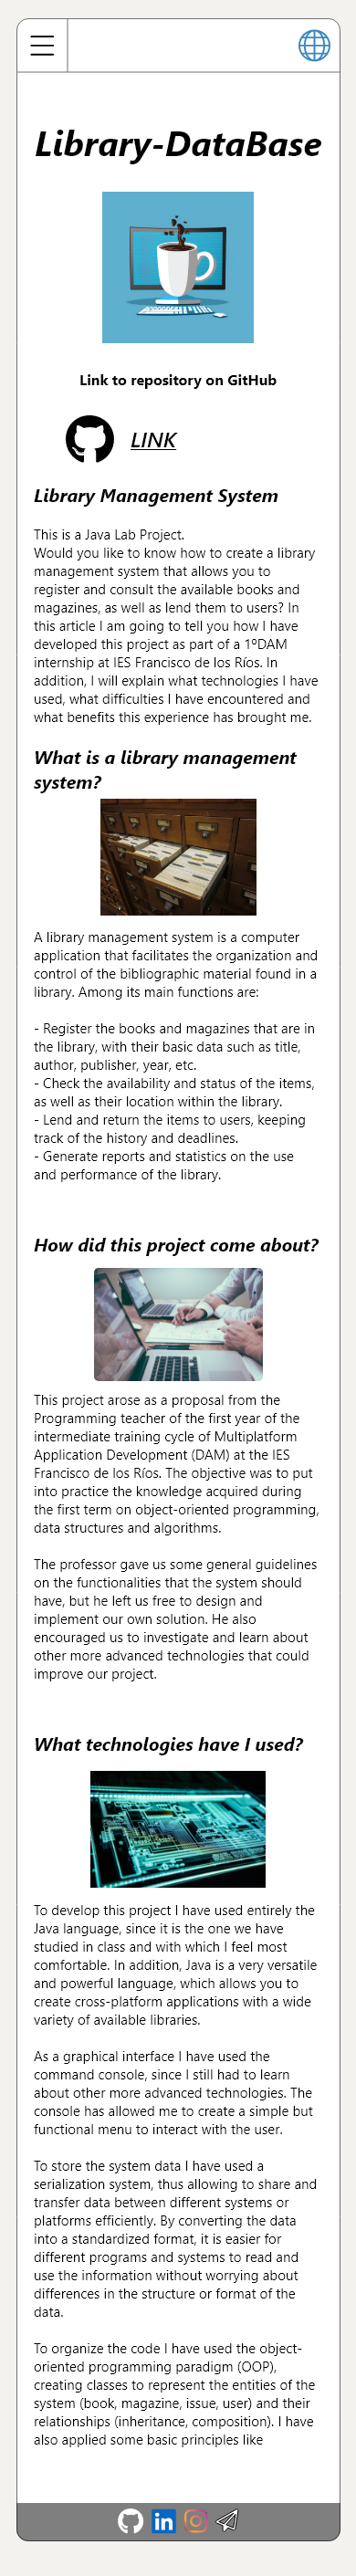 Library-DataBase
Link to repository on GitHub
LINK
Library Management System
This is a Java Lab Project.
Would you like to know how to create a library
management system that allows you to
register and consult the available books and
magazines, as well as lend them to users? In
this article I am going to tell you how I have
developed this project as part of a 1ºDAM
internship at IES Francisco de los Ríos. In
addition, I will explain what technologies I have
used, what difficulties I have encountered and
what benefits this experience has brought me.
What is a library management
system?
A library management system is a computer
application that facilitates the organization and
control of the bibliographic material found in a
library. Among its main functions are:
- Register the books and magazines that are in
the library, with their basic data such as title,
author, publisher, year, etc.
- Check the availability and status of the items,
as well as their location within the library.
- Lend and return the items to users, keeping
track of the history and deadlines.
- Generate reports and statistics on the use
and performance of the library.
How did this project come about?
This project arose as a proposal from the
Programming teacher of the first year of the
intermediate training cycle of Multiplatform
Application Development (DAM) at the IES
Francisco de los Ríos. The objective was to put
into practice the knowledge acquired during
the first term on object-oriented programming,
data structures and algorithms.
The professor gave us some general guidelines
on the functionalities that the system should
have, but he left us free to design and
implement our own solution. He also
encouraged us to investigate and learn about
other more advanced technologies that could
improve our project.
What technologies have I used?
To develop this project I have used entirely the
Java language, since it is the one we have
studied in class and with which I feel most
comfortable. In addition, Java is a very versatile
and powerful language, which allows you to
create cross-platform applications with a wide
variety of available libraries.
As a graphical interface I have used the
command console, since I still had to learn
about other more advanced technologies. The
console has allowed me to create a simple but
functional menu to interact with the user.
To store the system data I have used a
serialization system, thus allowing to share and
transfer data between different systems or
platforms efficiently. By converting the data
into a standardized format, it is easier for
different programs and systems to read and
use the information without worrying about
differences in the structure or format of the
data.
To organize the code I have used the object-
oriented programming paradigm (OOP),
creating classes to represent the entities of the
system (book, magazine, issue, user) and their
relationships (inheritance, composition). I have
also applied some basic principles like
in